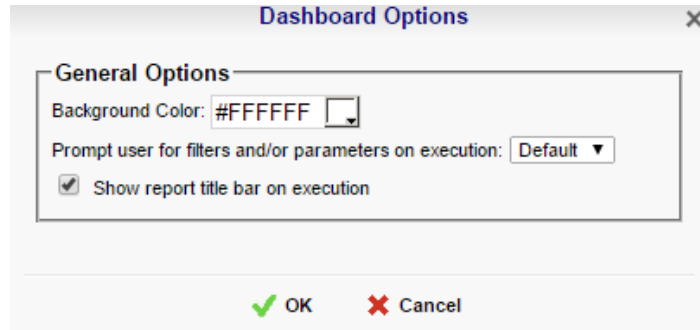 Dashboard Options
General Options
Background Color: #FFFFFF
Prompt user for filters and/or parameters on execution: Default
Show report title bar on execution
OK Cancel